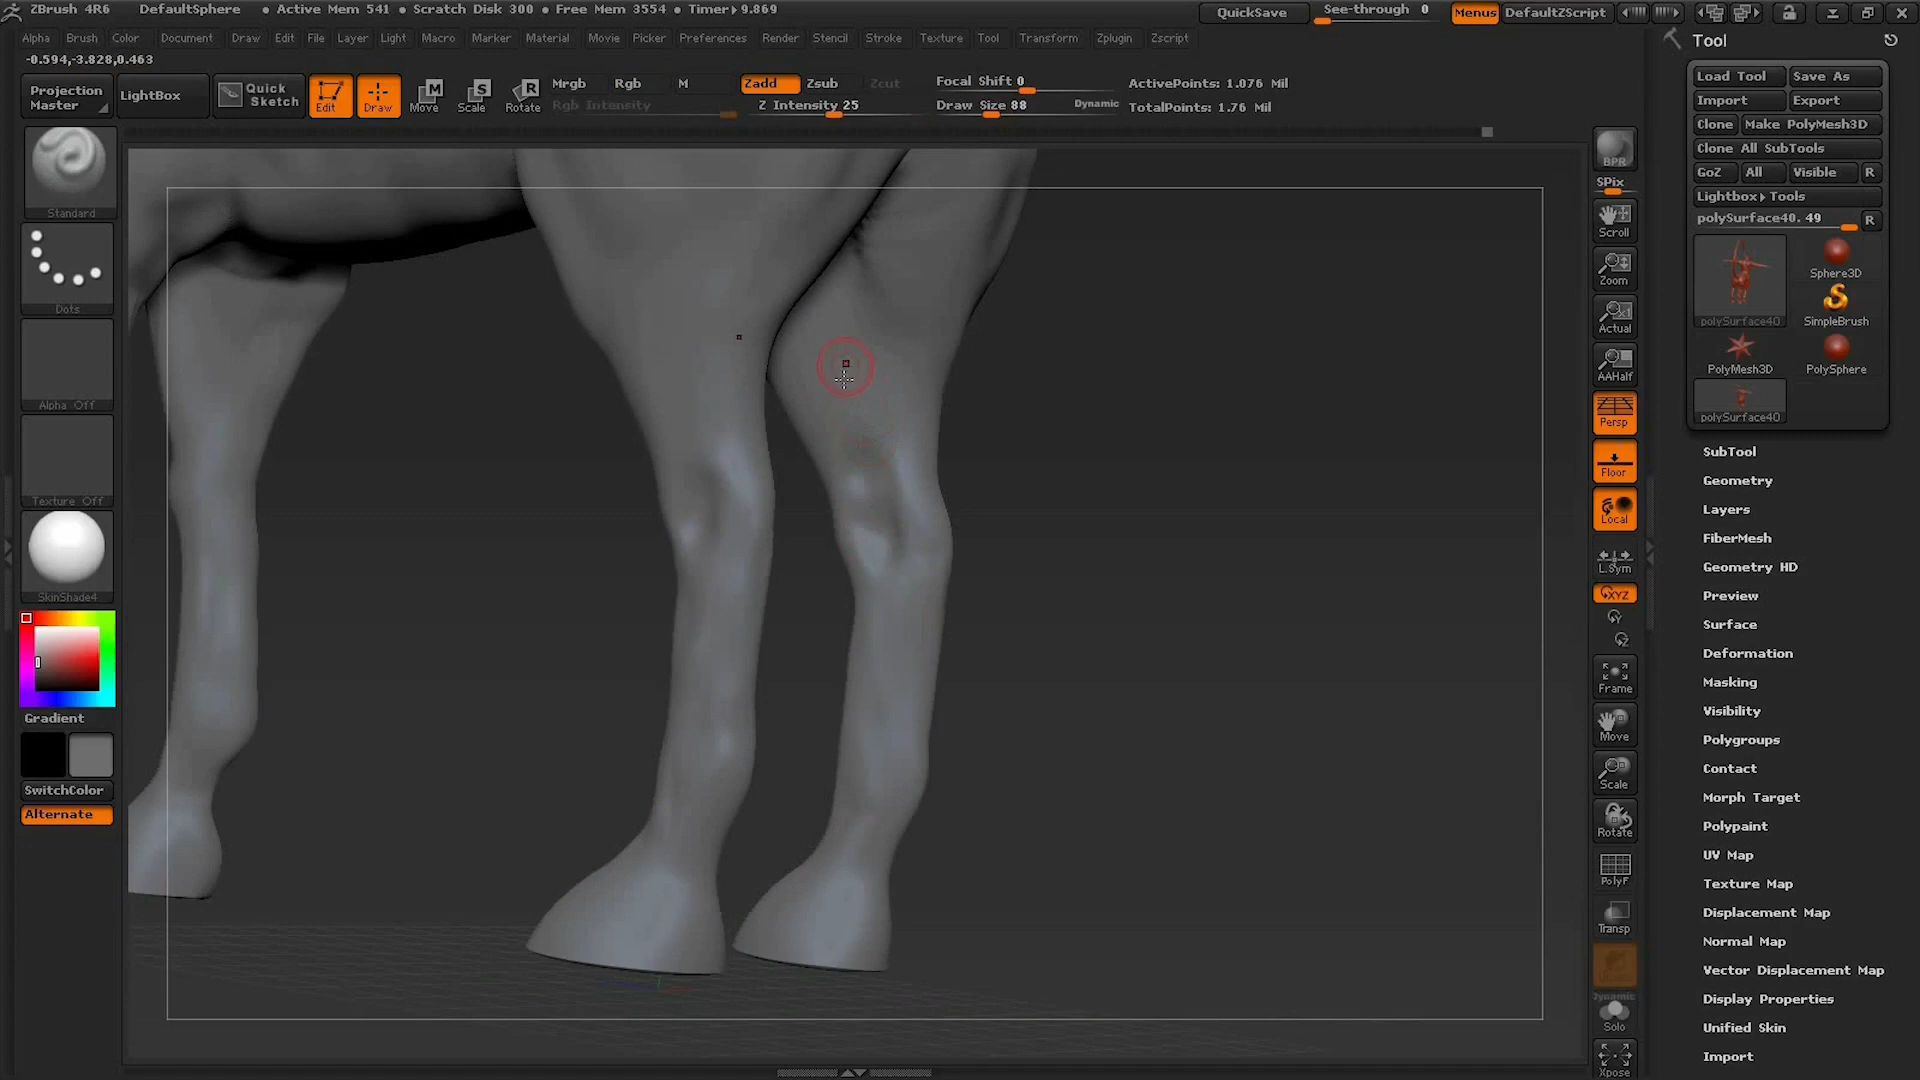 ZBrush 4R6 DefaultSphere • Active Mem 541 • Scratch Disk 300 • Free Mem 3554 • Timer▸9.869 QuickSave See-through 0 Menus DefaultZScript
Alpha Brush Color Document Draw Edit File Layer Light Macro Marker Material Movie Picker Preferences Render Stencil Stroke Texture Tool Transform Zplugin Zscript
-0.594,-3.828,0.463
Projection Master
LightBox
Quick Sketch
Edit
Draw
Move
Scale
Rotate
Mrgb Rgb M
Rgb Intensity
Zadd Zsub Zcut
Z Intensity 25
Focal Shift 0
Draw Size 88 Dynamic
ActivePoints: 1.076 Mil
TotalPoints: 1.76 Mil
Standard
Dots
Alpha Off
Texture Off
SkinShade4
Gradient
SwitchColor
Alternate
BPR
SPix
Scroll
Zoom
Actual
AAHalf
Persp
Floor
Local
L.Sym
XYZ
Y
Z
Frame
Move
Scale
Rotate
PolyF
Transp
Dynamic
Solo
Xpose
Tool
Load Tool Save As
Import Export
Clone Make PolyMesh3D
Clone All SubTools
GoZ All Visible R
Lightbox▸Tools
polySurface40. 49 R
polySurface40
Sphere3D
SimpleBrush
PolyMesh3D
PolySphere
polySurface40
SubTool
Geometry
Layers
FiberMesh
Geometry HD
Preview
Surface
Deformation
Masking
Visibility
Polygroups
Contact
Morph Target
Polypaint
UV Map
Texture Map
Displacement Map
Normal Map
Vector Displacement Map
Display Properties
Unified Skin
Import